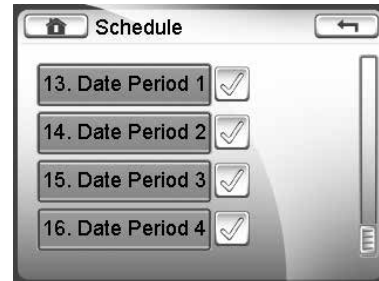 Schedule
13. Date Period 1
14. Date Period 2
15. Date Period 3
16. Date Period 4